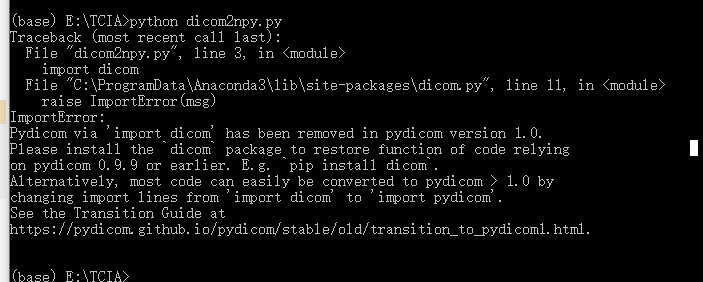 (base) E:\TCIA>python dicom2npy.py
Traceback (most recent call last):
  File "dicom2npy.py", line 3, in <module>
    import dicom
  File "C:\ProgramData\Anaconda3\lib\site-packages\dicom.py", line 11, in <module>
    raise ImportError(msg)
ImportError:
Pydicom via 'import dicom' has been removed in pydicom version 1.0.
Please install the `dicom` package to restore function of code relying
on pydicom 0.9.9 or earlier. E.g. `pip install dicom`.
Alternatively, most code can easily be converted to pydicom > 1.0 by
changing import lines from 'import dicom' to 'import pydicom'.
See the Transition Guide at
https://pydicom.github.io/pydicom/stable/old/transition_to_pydicom1.html.
(base) E:\TCIA>